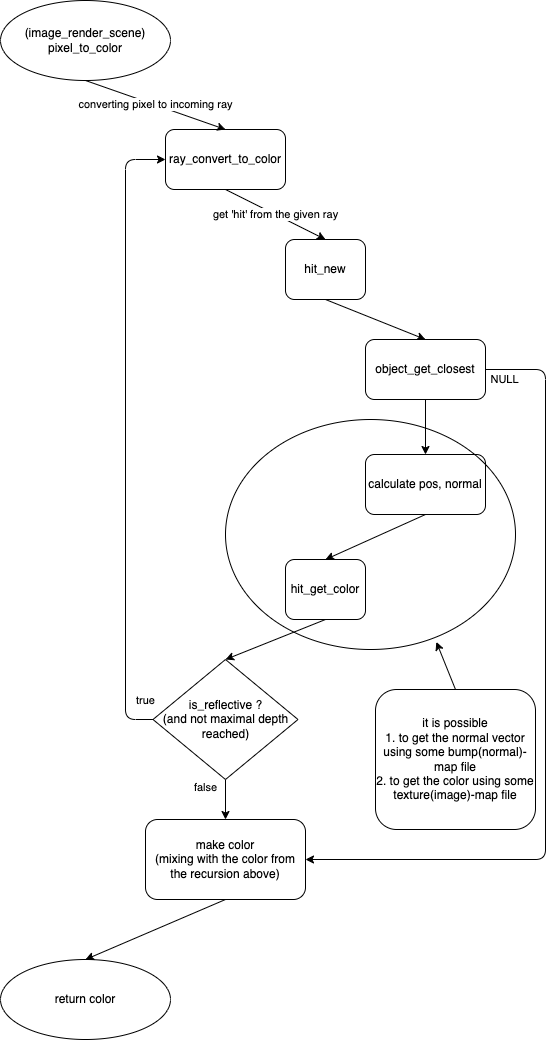 (image_render_scene)
pixel_to_color
converting pixel to incoming ray
ray_convert_to_color
get 'hit' from the given ray
hit_new
object_get_closest
NULL
calculate pos, normal
hit_get_color
true
is_reflective ?
(and not maximal depth
reached)
it is possible
1. to get the normal vector
using some bump(normal)-
map file
2. to get the color using some
texture(image)-map file
false
make color
(mixing with the color from
the recursion above)
return color